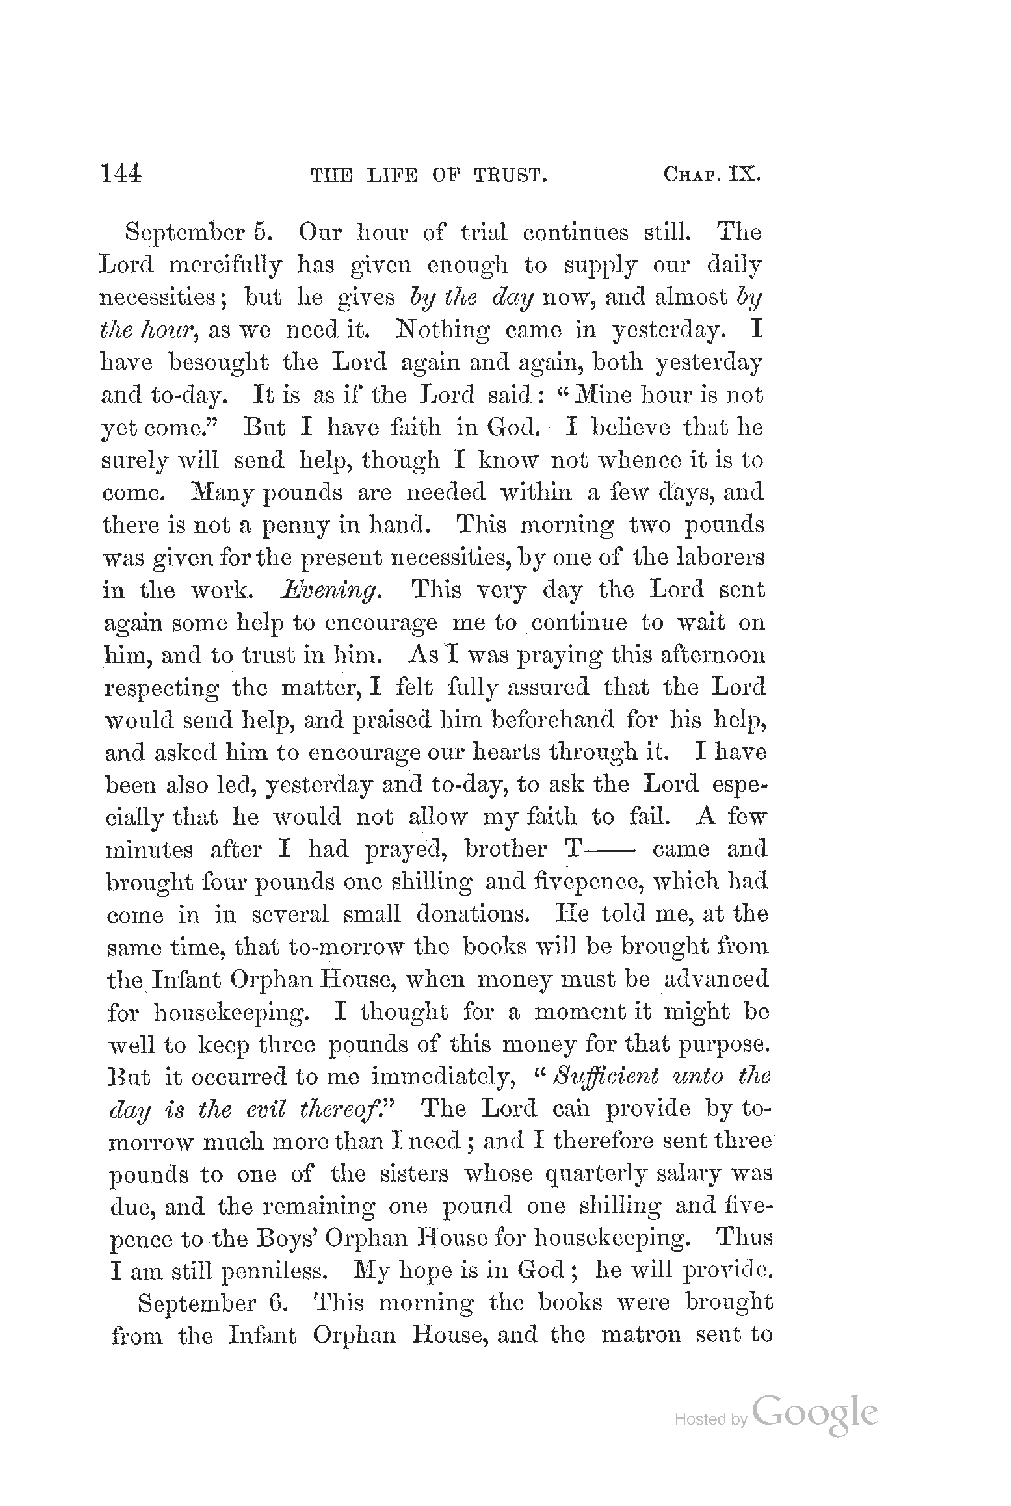 144 THE LIFE OF TRUST. CHAP. IX.
September 5. Our hour of trial continues still. The
Lord mercifully has given enough to supply our daily
necessities; but he gives by the day now, and almost by
the hour, as we need it. Nothing came in yesterday. I
have besought the Lord again and again, both yesterday
and to-day. It is as if the Lord said: "Mine hour is not
yet come." But I have faith in God. I believe that he
surely will send help, though I know not whence it is to
come. Many pounds are needed within a few days, and
there is not a penny in hand. This morning two pounds
was given for the present necessities, by one of the laborers
in the work. Evening. This very day the Lord sent
again some help to encourage me to continue to wait on
him, and to trust in him. As I was praying this afternoon
respecting the matter, I felt fully assured that the Lord
would send help, and praised him beforehand for his help,
and asked him to encourage our hearts through it. I have
been also led, yesterday and to-day, to ask the Lord espe-
cially that he would not allow my faith to fail. A few
minutes after I had prayed, brother T—— came and
brought four pounds one shilling and fivepence, which had
come in in several small donations. He told me, at the
same time, that to-morrow the books will be brought from
the Infant Orphan House, when money must be advanced
for housekeeping. I thought for a moment it might be
well to keep three pounds of this money for that purpose.
But it occurred to me immediately, "Sufficient unto the
day is the evil thereof." The Lord can provide by to-
morrow much more than I need; and I therefore sent three
pounds to one of the sisters whose quarterly salary was
due, and the remaining one pound one shilling and five-
pence to the Boys' Orphan House for housekeeping. Thus
I am still penniless. My hope is in God; he will provide.
September 6. This morning the books were brought
from the Infant Orphan House, and the matron sent to
Hosted by Google